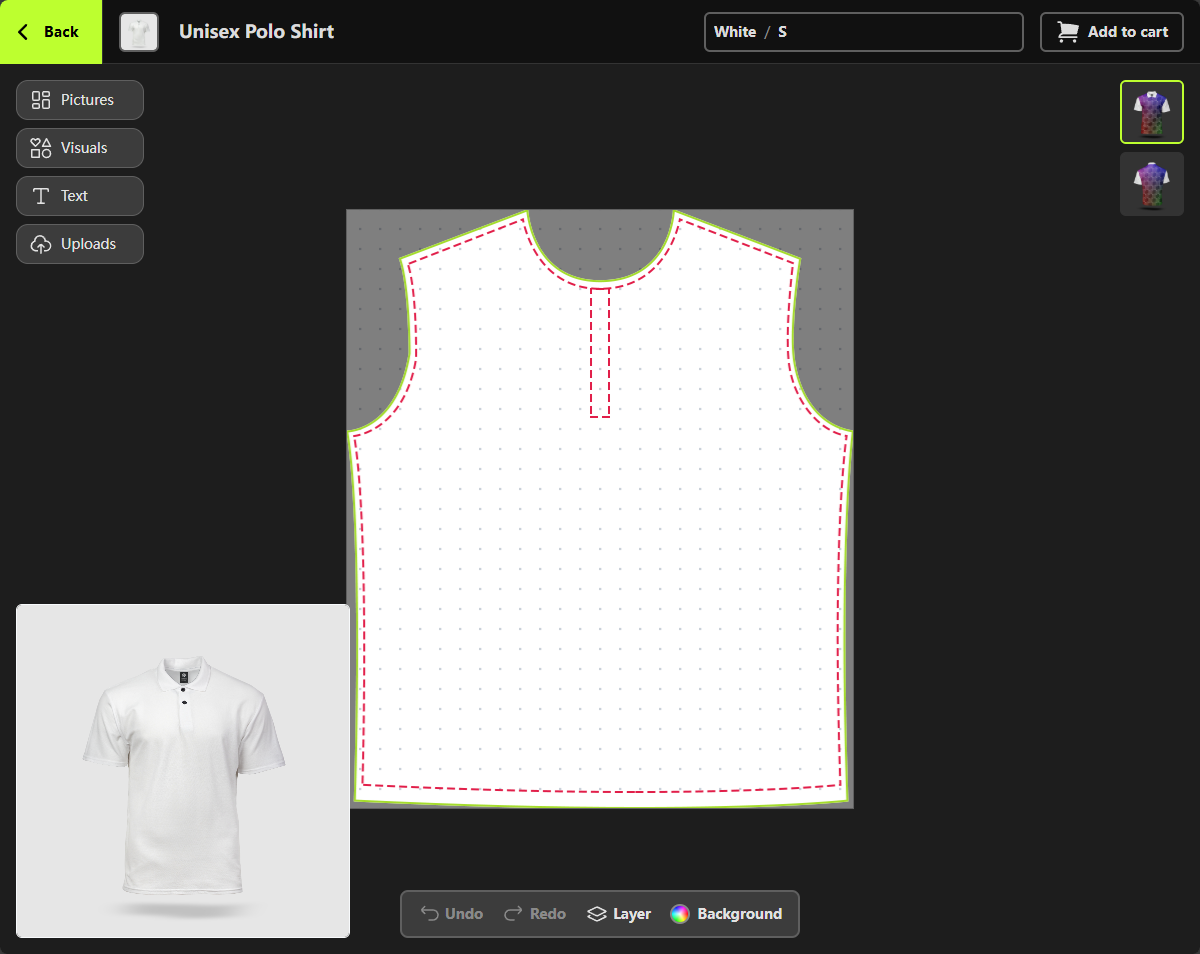 Back
Unisex Polo Shirt
White / S
Add to cart
Pictures
Visuals
Text
Uploads
Undo
Redo
Layer
Background